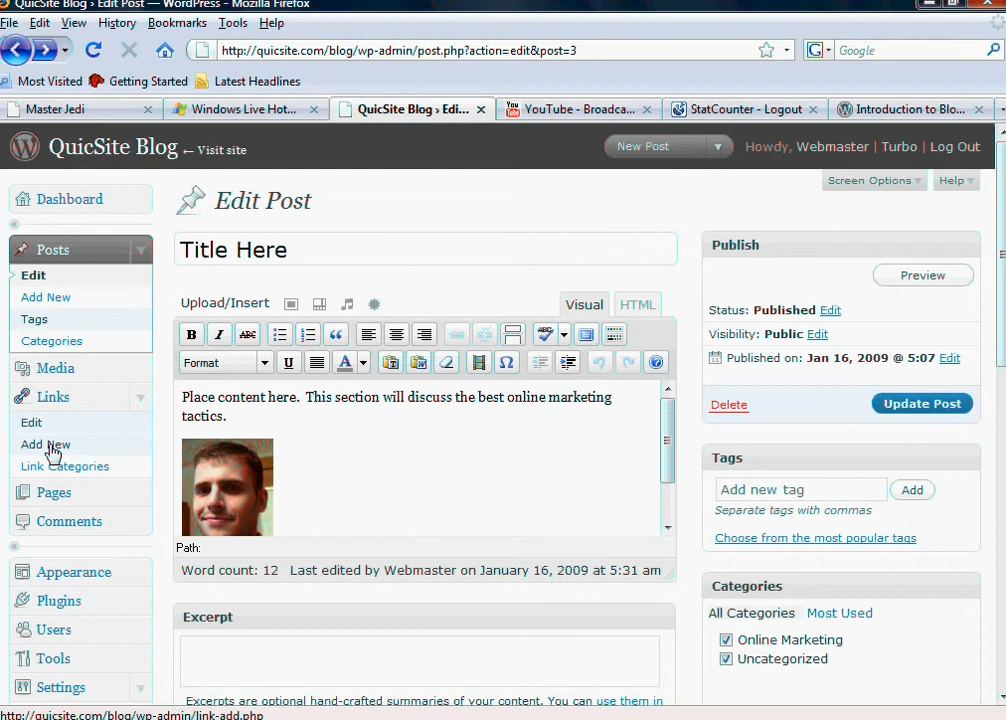 QuicSite Blog › Edit Post — WordPress - Mozilla Firefox
File Edit View History Bookmarks Tools Help
http://quicsite.com/blog/wp-admin/post.php?action=edit&post=3
G Google
Most Visited Getting Started Latest Headlines
Master Jedi Windows Live Hot... QuicSite Blog › Edi... YouTube - Broadca... StatCounter - Logout Introduction to Blo...
QuicSite Blog ← Visit site New Post Howdy, Webmaster | Turbo | Log Out
Screen Options Help
Dashboard
Edit Post
Posts
Edit
Add New
Tags
Categories
Media
Links
Edit
Add New
Link Categories
Pages
Comments
Appearance
Plugins
Users
Tools
Settings
Title Here
Upload/Insert Visual HTML
B I ABC ABC
Format U A Ω
Place content here. This section will discuss the best online marketing
tactics.
Path:
Word count: 12 Last edited by Webmaster on January 16, 2009 at 5:31 am
Excerpt
Excerpts are optional hand-crafted summaries of your content. You can use them in
Publish
Preview
Status: Published Edit
Visibility: Public Edit
Published on: Jan 16, 2009 @ 5:07 Edit
Delete Update Post
Tags
Add new tag Add
Separate tags with commas
Choose from the most popular tags
Categories
All Categories Most Used
Online Marketing
Uncategorized
http://quicsite.com/blog/wp-admin/link-add.php